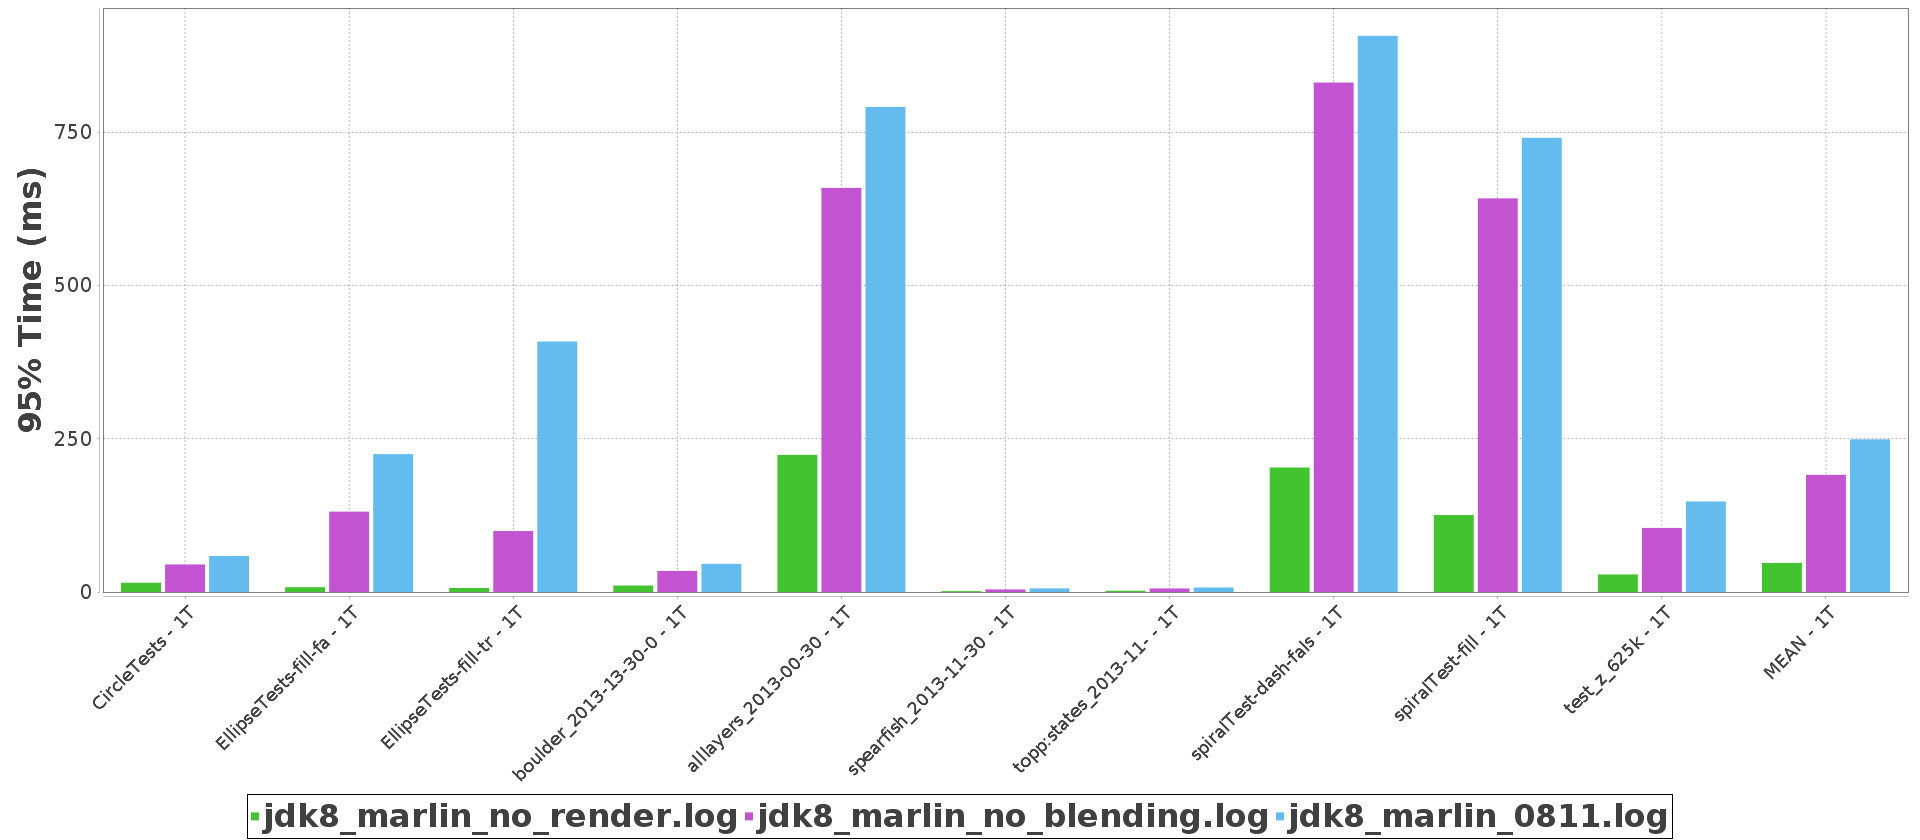 95% Time (ms)
750
500
250
0
CircleTests - 1T
EllipseTests-fill-fa - 1T
EllipseTests-fill-tr - 1T
boulder_2013-13-30-0 - 1T
alllayers_2013-00-30 - 1T
spearfish_2013-11-30 - 1T
topp:states_2013-11- - 1T
spiralTest-dash-fals - 1T
spiralTest-fill - 1T
test_z_625k - 1T
MEAN - 1T
jdk8_marlin_no_render.log jdk8_marlin_no_blending.log jdk8_marlin_0811.log